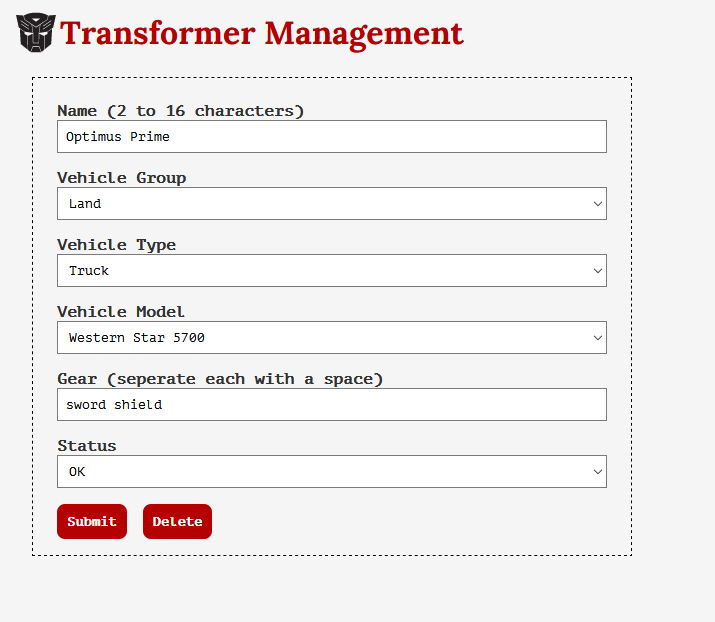 Transformer Management
Name (2 to 16 characters)
Optimus Prime
Vehicle Group
Land
Vehicle Type
Truck
Vehicle Model
Western Star 5700
Gear (seperate each with a space)
sword shield
Status
OK
Submit Delete